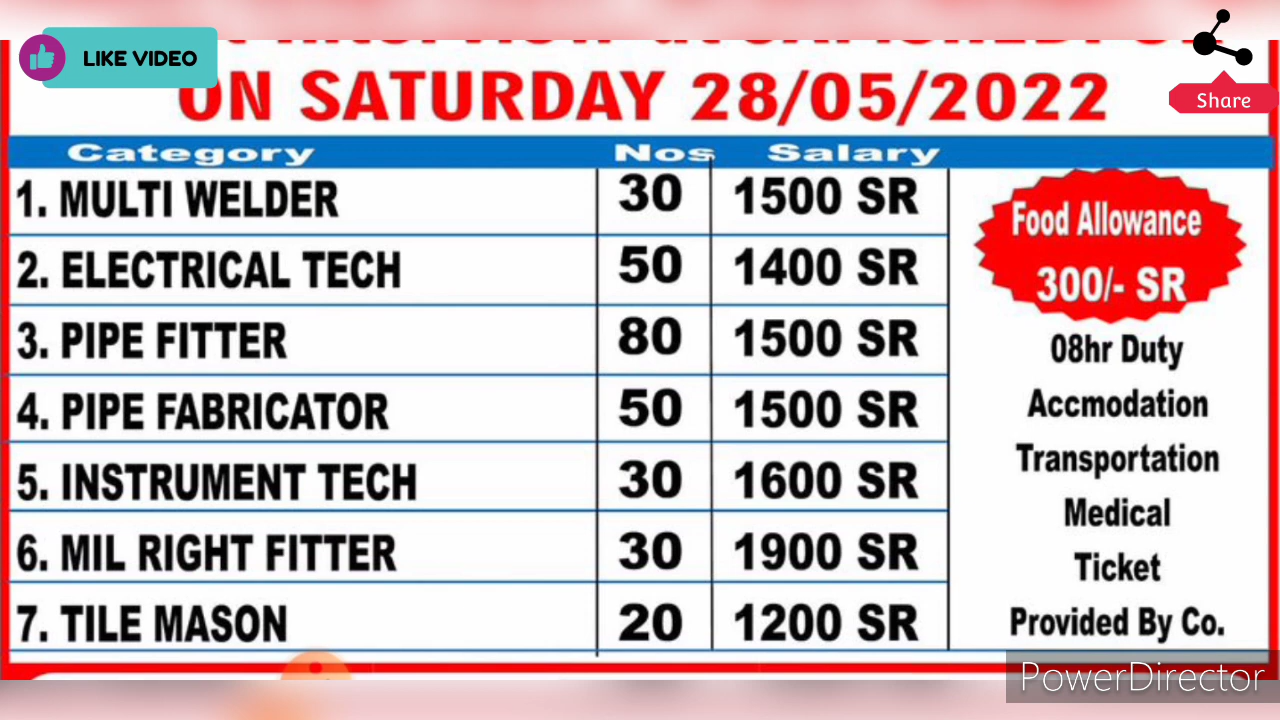 LIKE VIDEO
Share
ON SATURDAY 28/05/2022
Category Nos Salary
1. MULTI WELDER 30 1500 SR
2. ELECTRICAL TECH 50 1400 SR
3. PIPE FITTER 80 1500 SR
4. PIPE FABRICATOR 50 1500 SR
5. INSTRUMENT TECH 30 1600 SR
6. MIL RIGHT FITTER 30 1900 SR
7. TILE MASON 20 1200 SR
Food Allowance
300/- SR
08hr Duty
Accmodation
Transportation
Medical
Ticket
Provided By Co.
PowerDirector